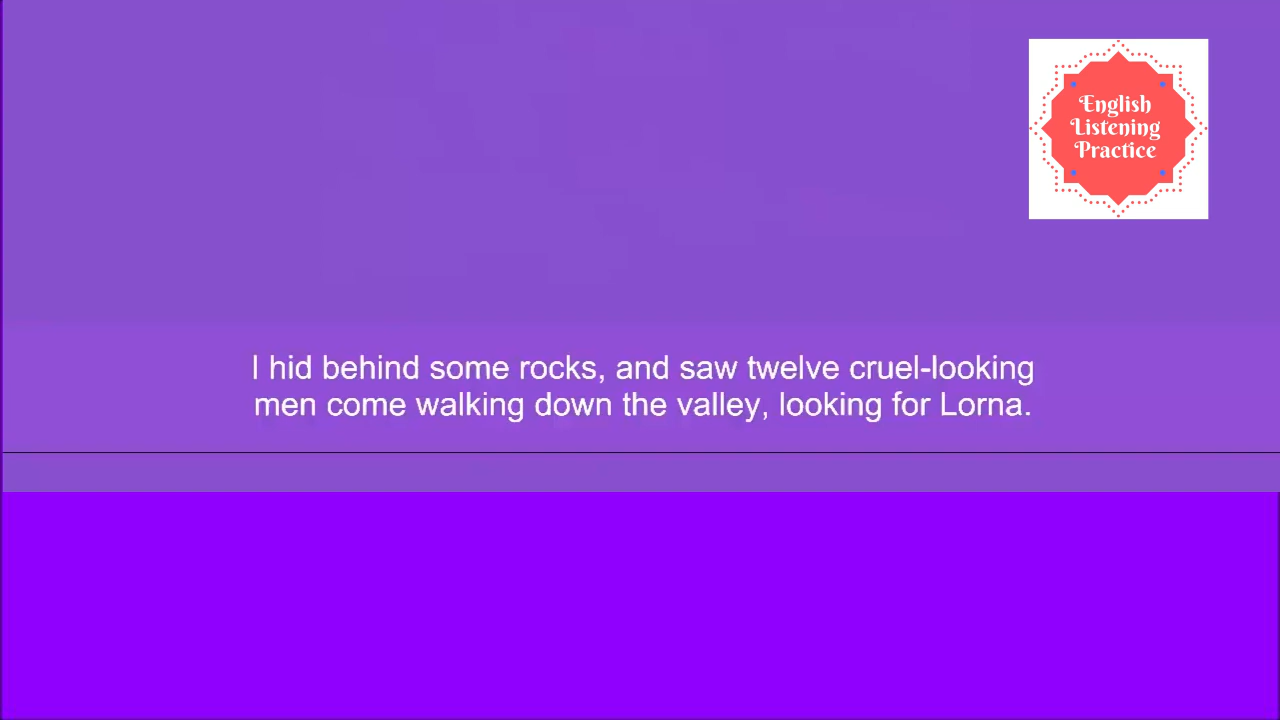 English
Listening
Practice
I hid behind some rocks, and saw twelve cruel-looking
men come walking down the valley, looking for Lorna.